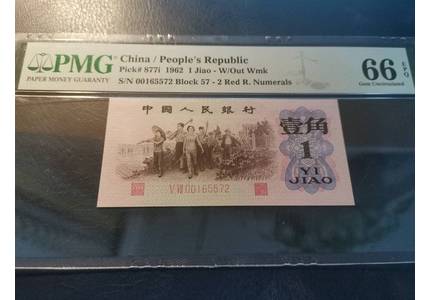 PMG
PAPER MONEY GUARANTY
China / People's Republic
Pick# 877i 1962 1 Jiao - W/Out Wmk
S/N 00165572 Block 57 - 2 Red R. Numerals
66 EPQ
Gem Uncirculated
中国人民银行
壹角
1
YI
JIAO
00165572